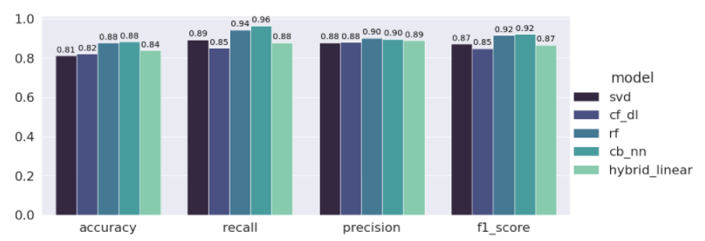 1.0
0.8
0.6
0.4
0.2
0.0
0.81 0.82 0.88 0.88 0.84
0.89 0.85 0.94 0.96 0.88
0.88 0.88 0.90 0.90 0.89
0.87 0.85 0.92 0.92 0.87
accuracy recall precision f1_score
model
svd
cf_dl
rf
cb_nn
hybrid_linear